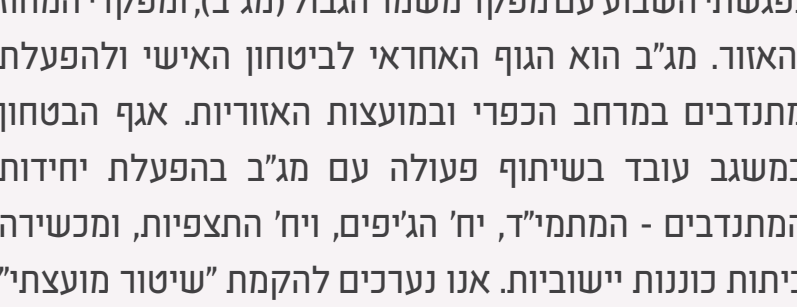 נפגשתי השבוע עם מפקד משמר הגבול (מג"ב), ומפקדי המחוז
האזור. מג"ב הוא הגוף האחראי לביטחון האישי ולהפעלת
מתנדבים במרחב הכפרי ובמועצות האזוריות. אגף הבטחון
במשגב עובד בשיתוף פעולה עם מג"ב בהפעלת יחידות
המתנדבים - המתמי"ד, יח' הג'יפים, ויח' התצפיות, ומכשירה
כיתות כוננות יישוביות. אנו נערכים להקמת "שיטור מועצתי"